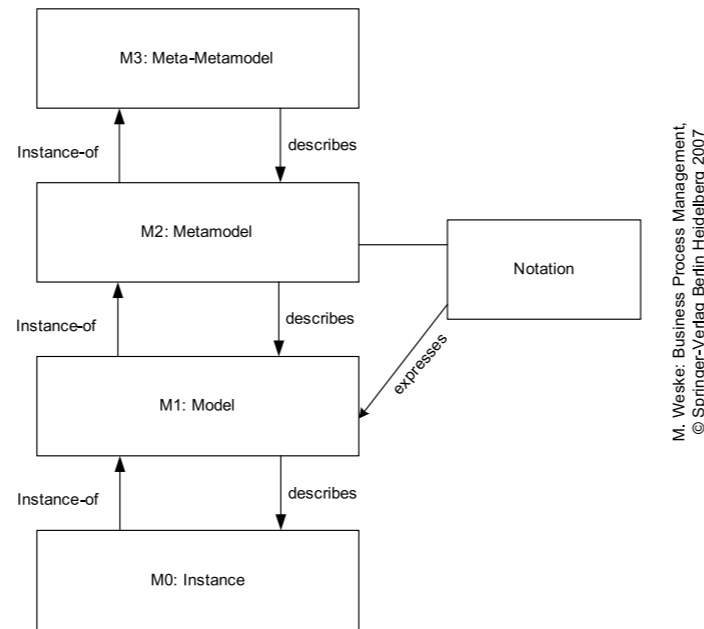 M3: Meta-Metamodel
Instance-of
describes
M2: Metamodel
Notation
Instance-of
describes
expresses
M1: Model
Instance-of
describes
M0: Instance
M. Weske: Business Process Management,
© Springer-Verlag Berlin Heidelberg 2007